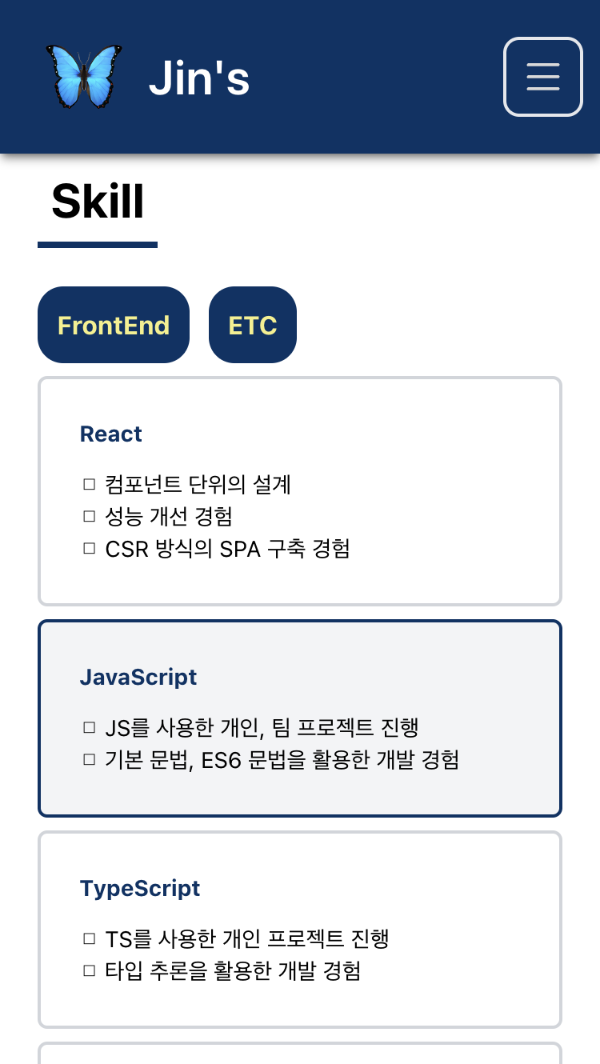 Jin's
Skill
FrontEnd ETC
React
□ 컴포넌트 단위의 설계
□ 성능 개선 경험
□ CSR 방식의 SPA 구축 경험
JavaScript
□ JS를 사용한 개인, 팀 프로젝트 진행
□ 기본 문법, ES6 문법을 활용한 개발 경험
TypeScript
□ TS를 사용한 개인 프로젝트 진행
□ 타입 추론을 활용한 개발 경험